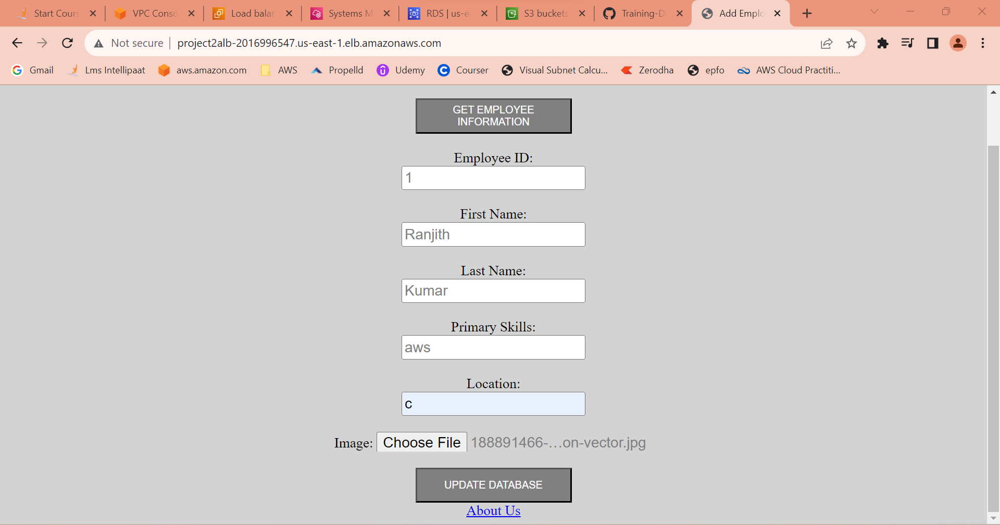 Start Cours
VPC Conso
Load balan
Systems M
RDS | us-ea
S3 buckets
Training-D
Add Emplo
Not secure
project2alb-2016996547.us-east-1.elb.amazonaws.com
Gmail
Lms Intellipaat
aws.amazon.com
AWS
Propelld
Udemy
Courser
Visual Subnet Calcu...
Zerodha
epfo
AWS Cloud Practiti...
GET EMPLOYEE
INFORMATION
Employee ID:
1
First Name:
Ranjith
Last Name:
Kumar
Primary Skills:
aws
Location:
c
Image: Choose File 188891466-...on-vector.jpg
UPDATE DATABASE
About Us